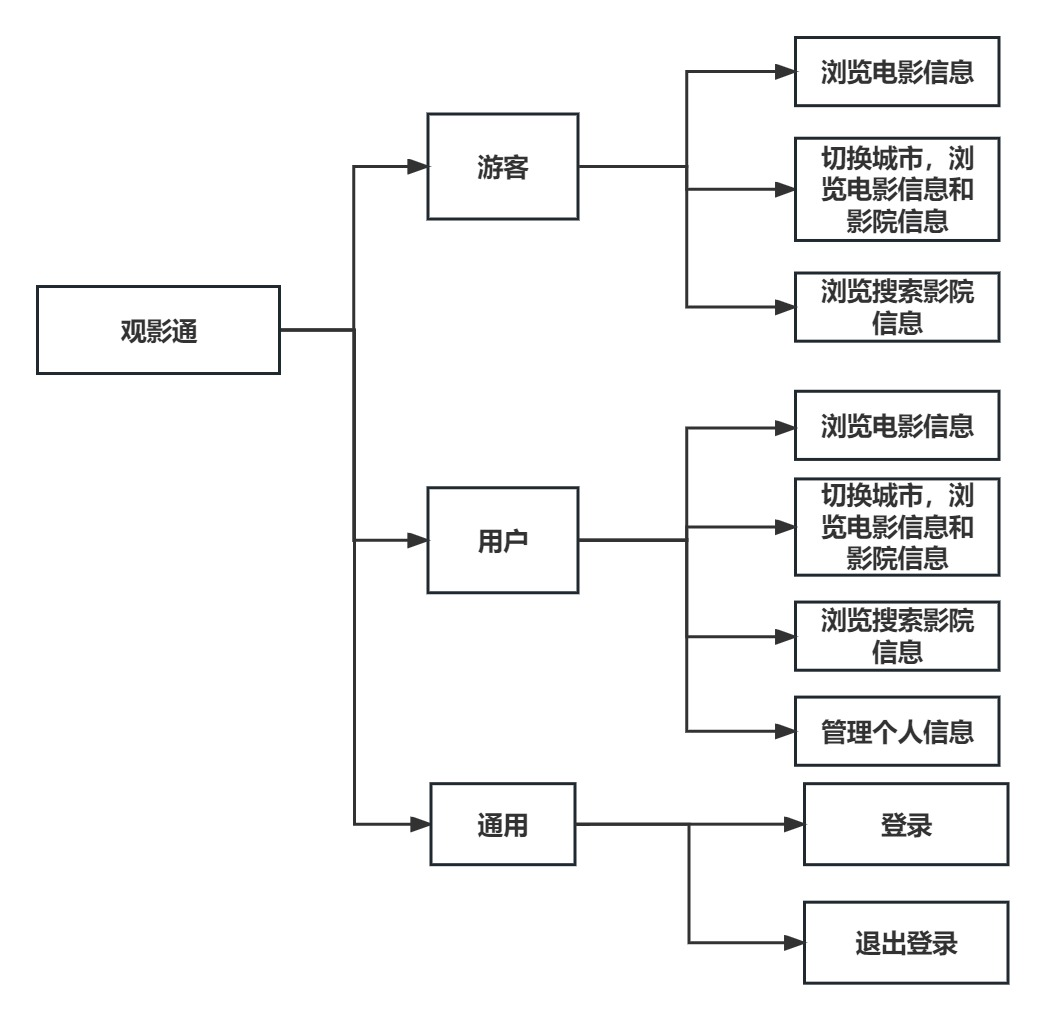 观影通
游客
浏览电影信息
切换城市，浏
览电影信息和
影院信息
浏览搜索影院
信息
用户
浏览电影信息
切换城市，浏
览电影信息和
影院信息
浏览搜索影院
信息
管理个人信息
通用
登录
退出登录